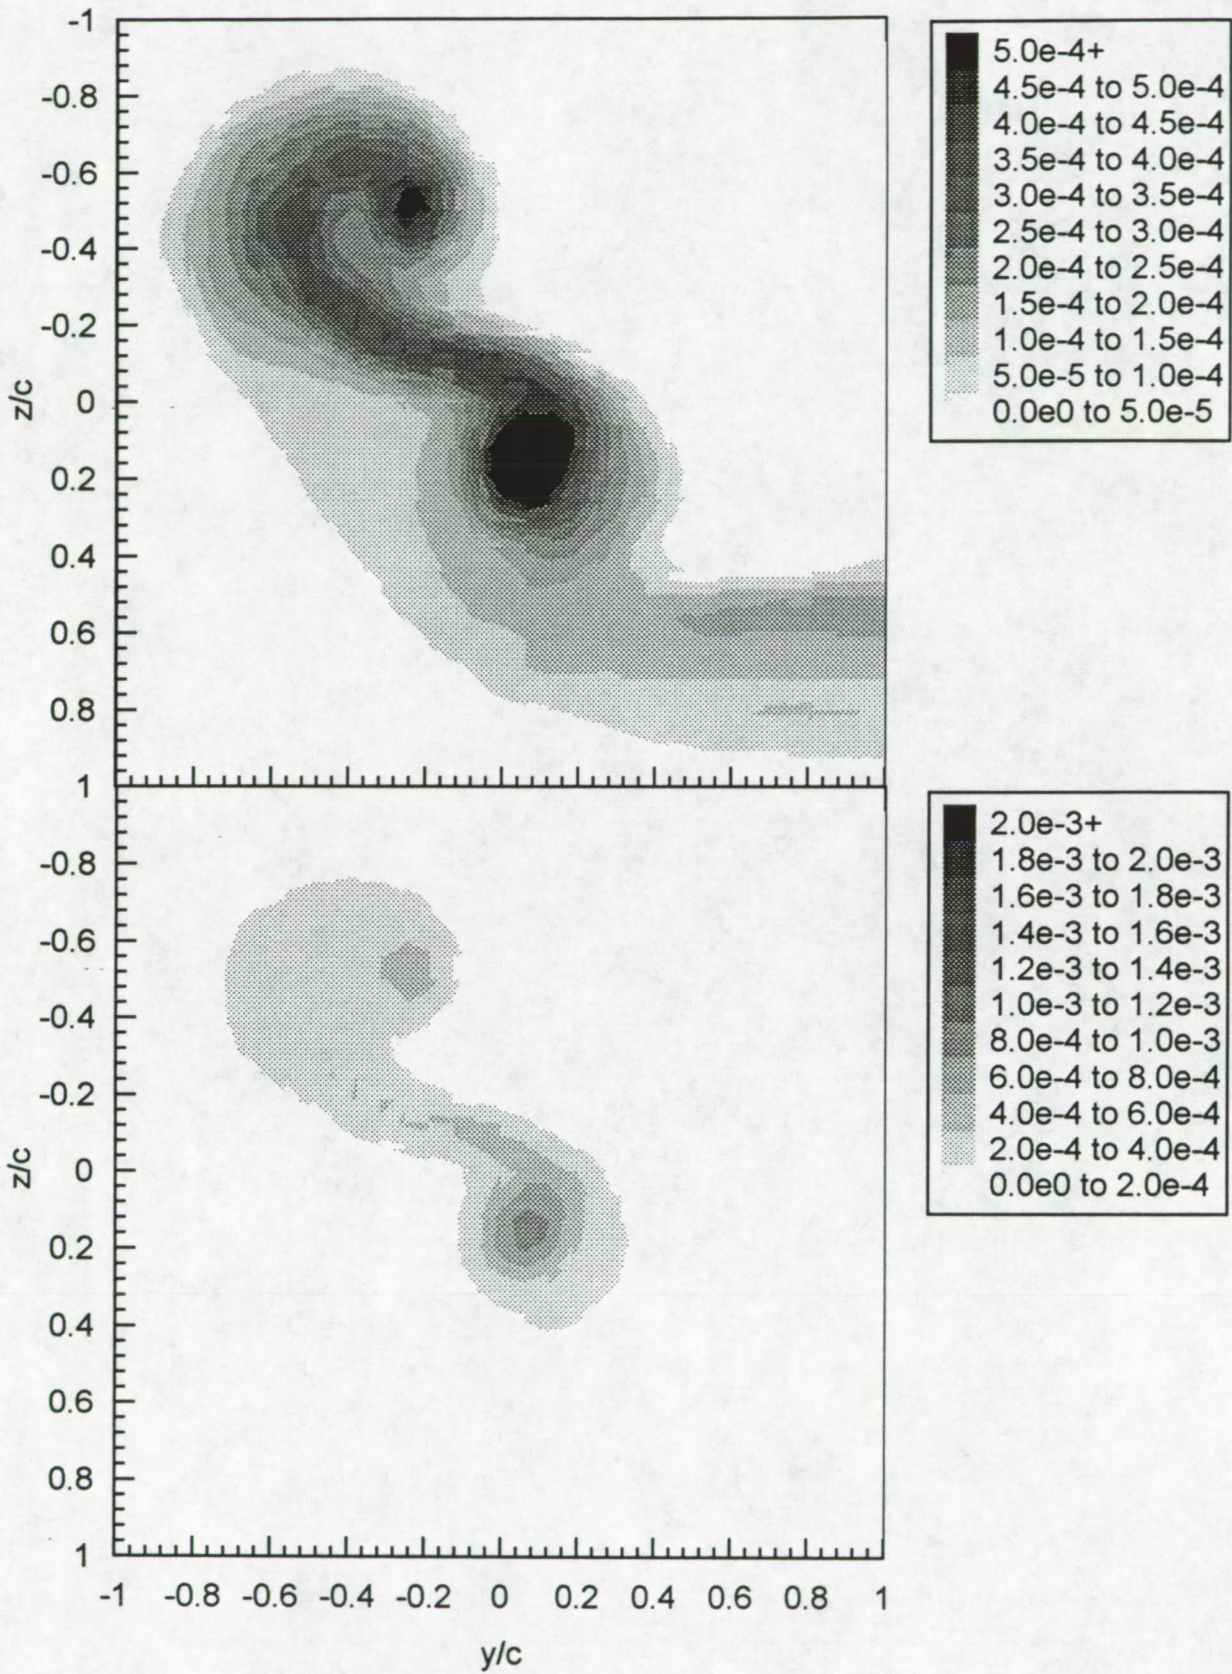 -1
-0.8
-0.6
-0.4
-0.2
0
0.2
0.4
0.6
0.8
1
z/c
5.0e-4+
4.5e-4 to 5.0e-4
4.0e-4 to 4.5e-4
3.5e-4 to 4.0e-4
3.0e-4 to 3.5e-4
2.5e-4 to 3.0e-4
2.0e-4 to 2.5e-4
1.5e-4 to 2.0e-4
1.0e-4 to 1.5e-4
5.0e-5 to 1.0e-4
0.0e0 to 5.0e-5
-0.8
-0.6
-0.4
-0.2
0
0.2
0.4
0.6
0.8
1
z/c
2.0e-3+
1.8e-3 to 2.0e-3
1.6e-3 to 1.8e-3
1.4e-3 to 1.6e-3
1.2e-3 to 1.4e-3
1.0e-3 to 1.2e-3
8.0e-4 to 1.0e-3
6.0e-4 to 8.0e-4
4.0e-4 to 6.0e-4
2.0e-4 to 4.0e-4
0.0e0 to 2.0e-4
-1 -0.8 -0.6 -0.4 -0.2 0 0.2 0.4 0.6 0.8 1
y/c